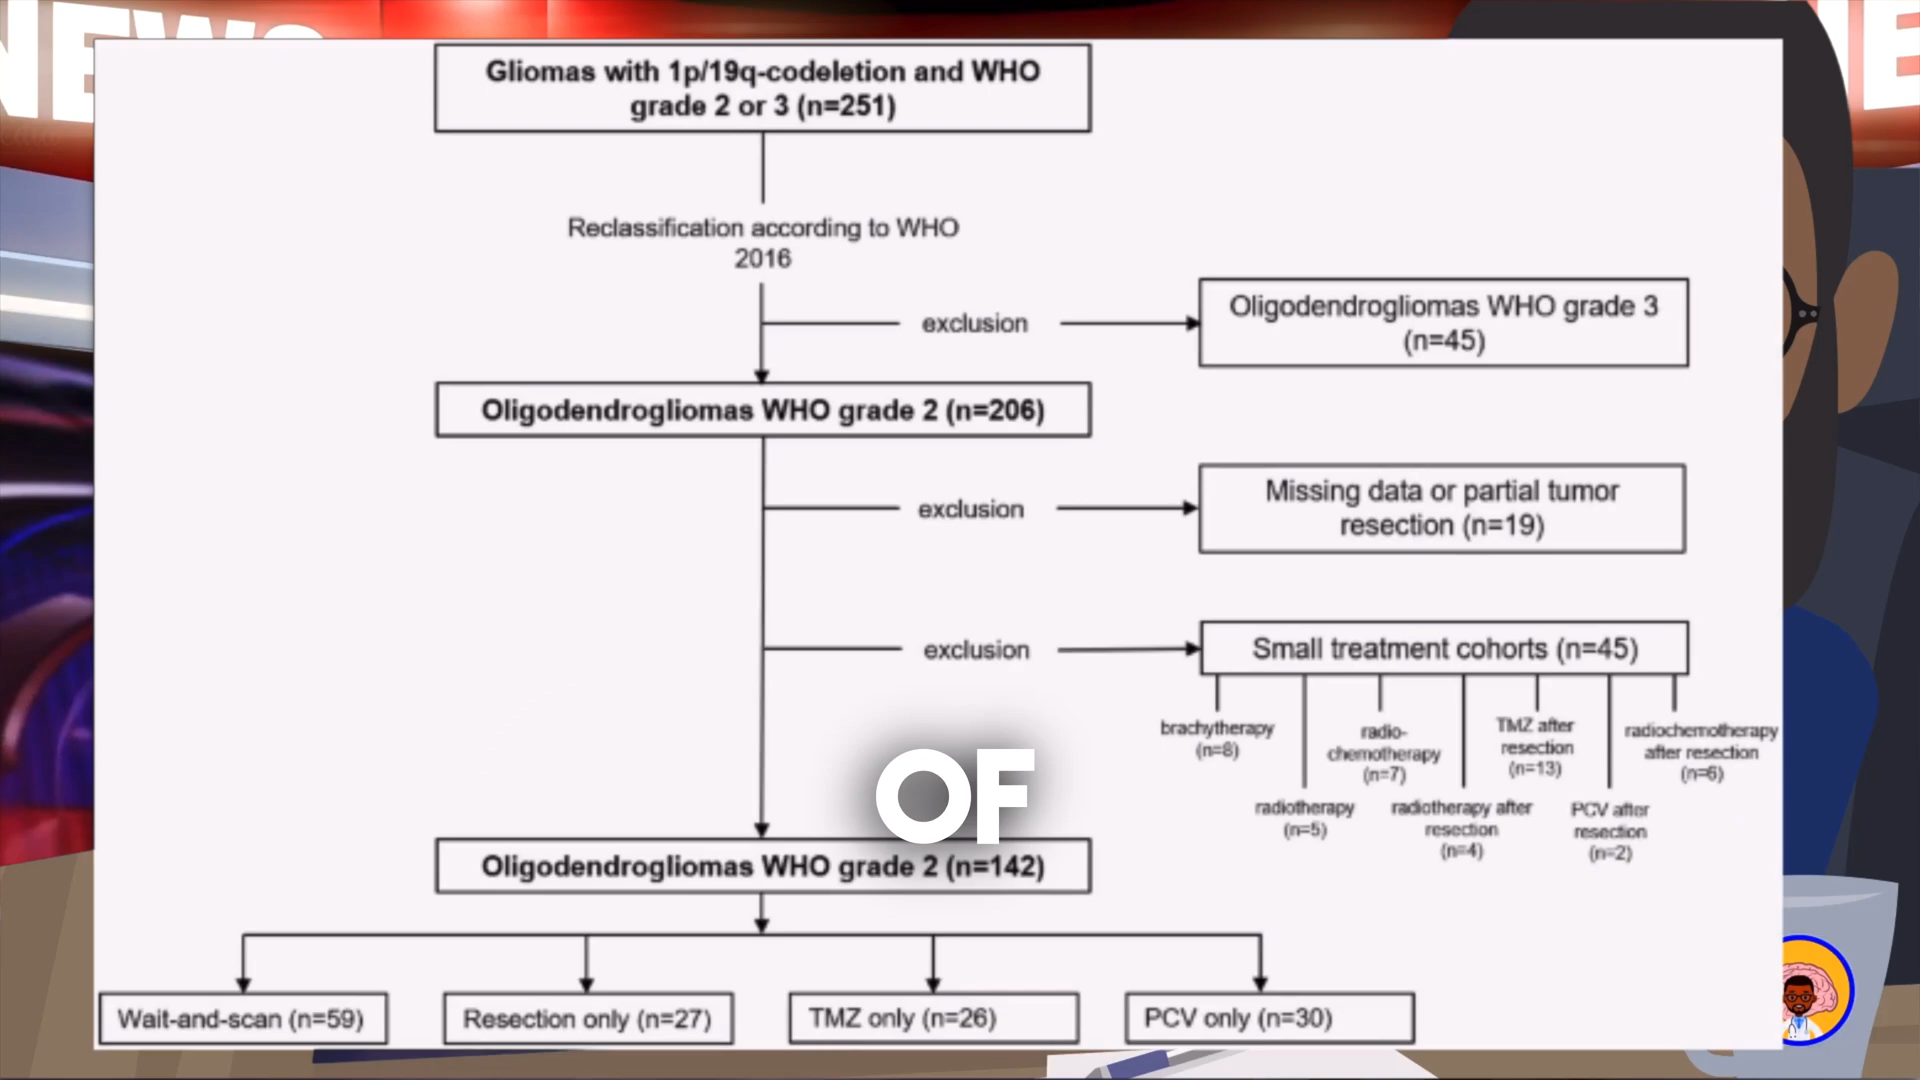 NEWS
NE
Gliomas with 1p/19q-codeletion and WHO
grade 2 or 3 (n=251)
Reclassification according to WHO
2016
exclusion
Oligodendrogliomas WHO grade 3
(n=45)
Oligodendrogliomas WHO grade 2 (n=206)
exclusion
Missing data or partial tumor
resection (n=19)
exclusion
Small treatment cohorts (n=45)
brachytherapy
(n=8)
radiotherapy
(n=5)
radio-
chemotherapy
(n=7)
radiotherapy after
resection
(n=4)
TMZ after
resection
(n=13)
PCV after
resection
(n=2)
radiochemotherapy
after resection
(n=6)
OF
Oligodendrogliomas WHO grade 2 (n=142)
Wait-and-scan (n=59)
Resection only (n=27)
TMZ only (n=26)
PCV only (n=30)